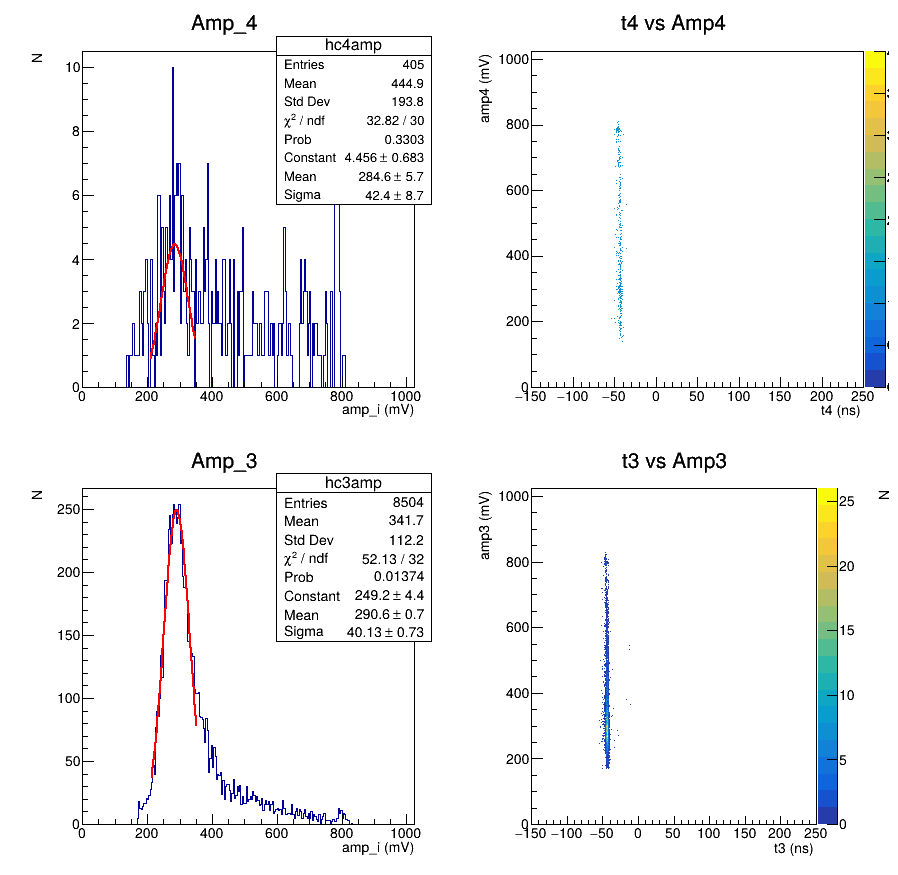 Amp_4
N
hc4amp
Entries 405
Mean 444.9
Std Dev 193.8
χ² / ndf 32.82 / 30
Prob 0.3303
Constant 4.456 ± 0.683
Mean 284.6 ± 5.7
Sigma 42.4 ± 8.7
10
8
6
4
2
0
0 200 400 600 800 1000
amp_i (mV)
t4 vs Amp4
amp4 (mV)
1000
800
600
400
200
0
−150 −100 −50 0 50 100 150 200 250
t4 (ns)
Amp_3
N
hc3amp
Entries 8504
Mean 341.7
Std Dev 112.2
χ² / ndf 52.13 / 32
Prob 0.01374
Constant 249.2 ± 4.4
Mean 290.6 ± 0.7
Sigma 40.13 ± 0.73
250
200
150
100
50
0
0 200 400 600 800 1000
amp_i (mV)
t3 vs Amp3
amp3 (mV)
1000
800
600
400
200
0
−150 −100 −50 0 50 100 150 200 250
t3 (ns)
25
20
15
10
5
0
N